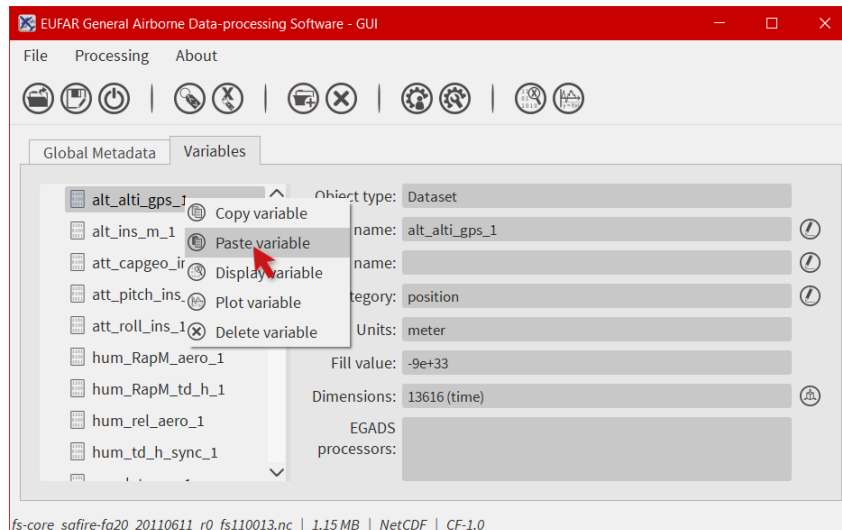 EUFAR General Airborne Data-processing Software - GUI
File Processing About
Global Metadata Variables
alt_alti_gps_1
alt_ins_m_1
att_capgeo_in
att_pitch_ins_
att_roll_ins_1
hum_RapM_aero_1
hum_RapM_td_h_1
hum_rel_aero_1
hum_td_h_sync_1
Copy variable
Paste variable
Display variable
Plot variable
Delete variable
Object type: Dataset
name: alt_alti_gps_1
name:
tegory: position
Units: meter
Fill value: -9e+33
Dimensions: 13616 (time)
EGADS
processors:
fs-core_safire-fa20_20110611_r0_fs110013.nc | 1.15 MB | NetCDF | CF-1.0